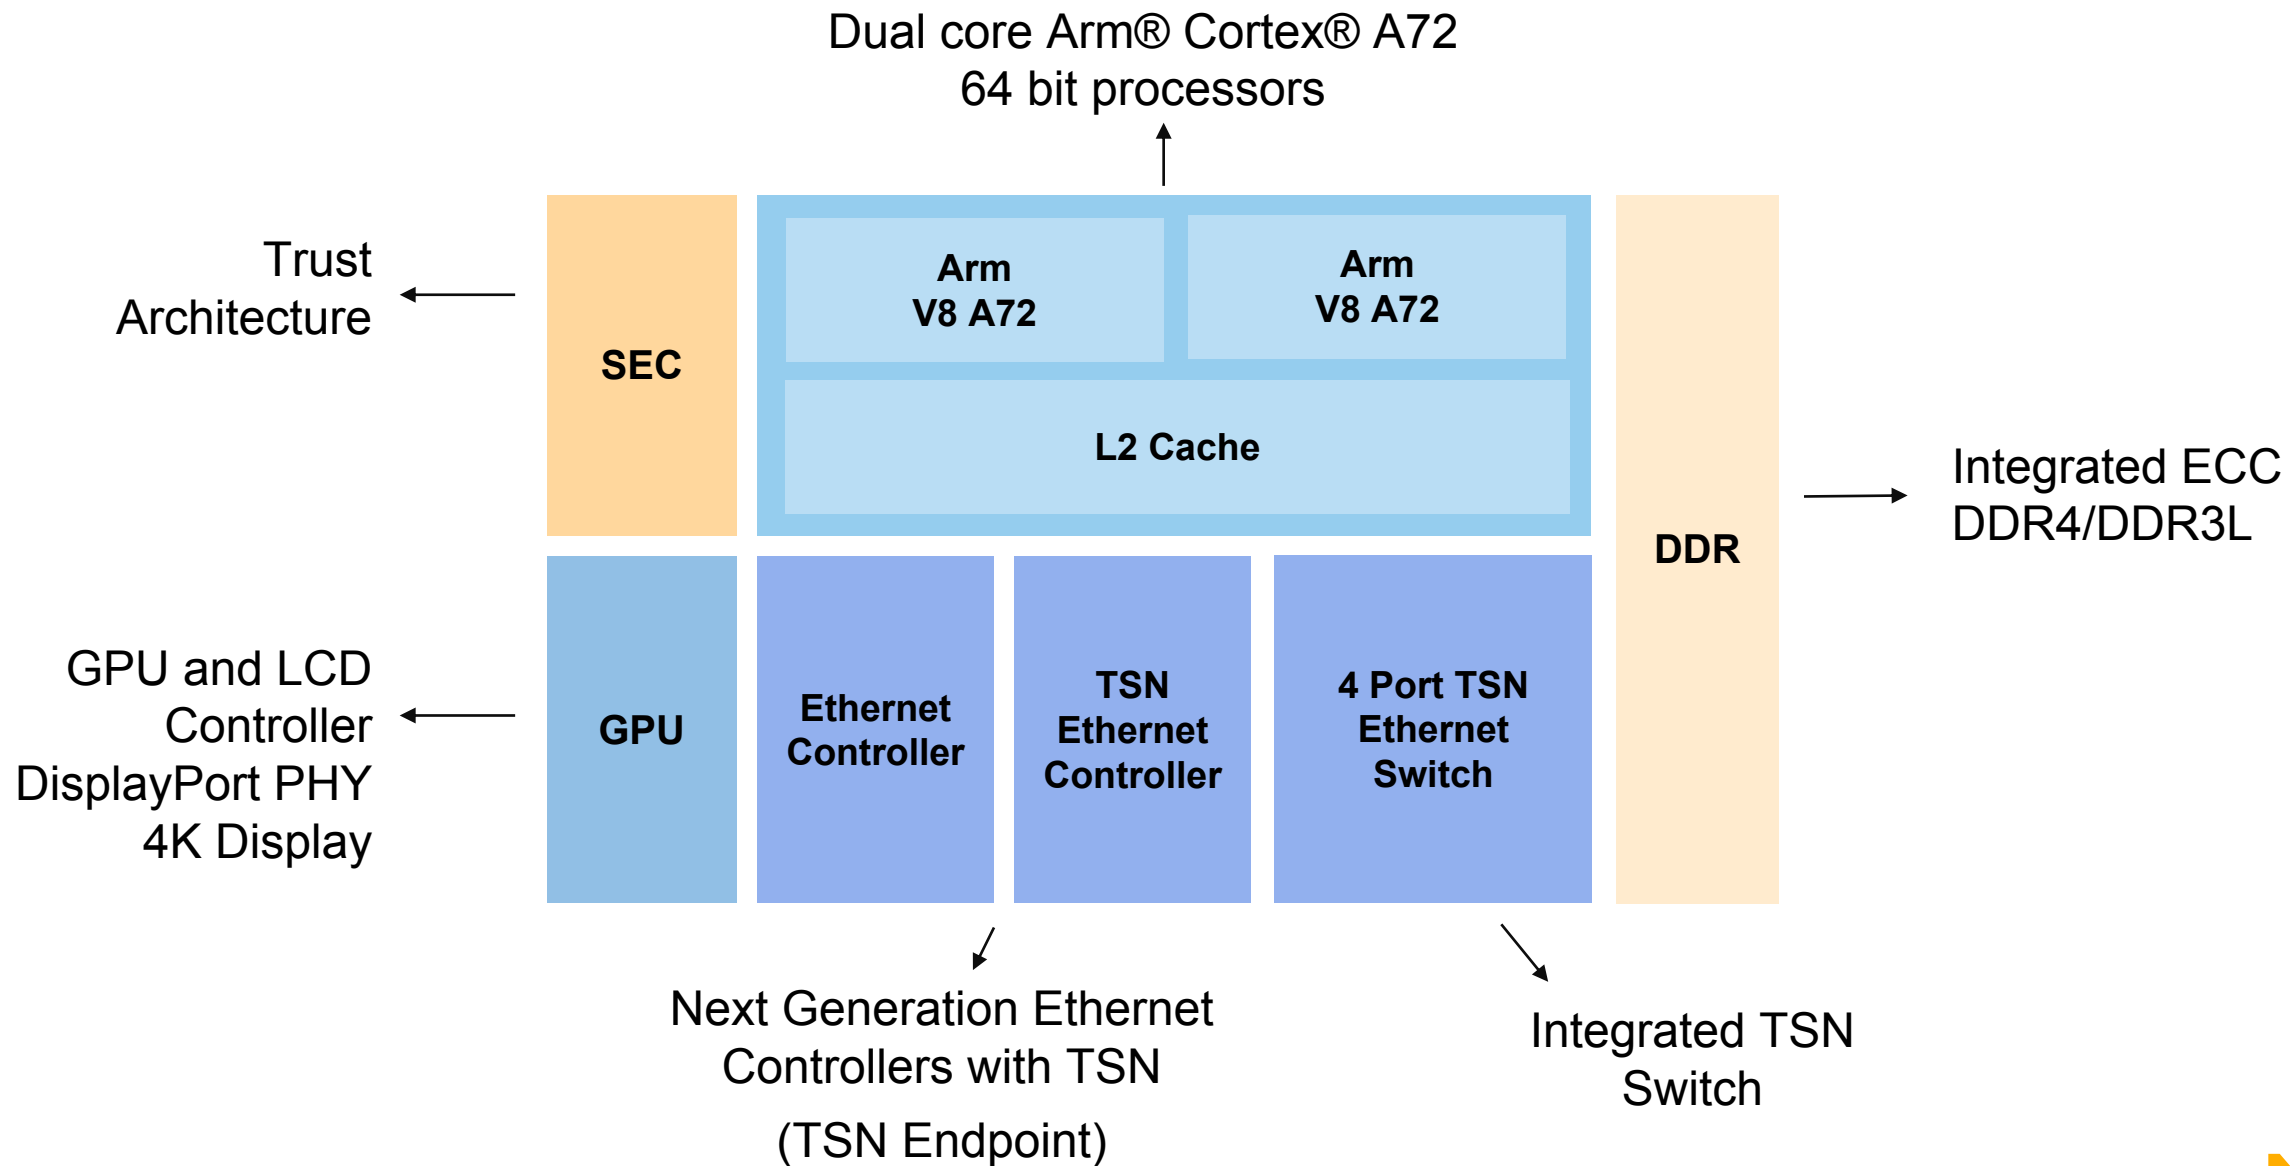 Dual core Arm® Cortex® A72
64 bit processors
Trust
Architecture
SEC
Arm
V8 A72
Arm
V8 A72
L2 Cache
DDR
Integrated ECC
DDR4/DDR3L
GPU and LCD
Controller
DisplayPort PHY
4K Display
GPU
Ethernet
Controller
TSN
Ethernet
Controller
4 Port TSN
Ethernet
Switch
Next Generation Ethernet
Controllers with TSN
(TSN Endpoint)
Integrated TSN
Switch